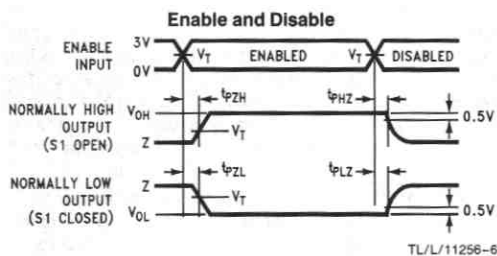 Enable and Disable
ENABLE
INPUT
3V
0V
VT
ENABLED
VT
DISABLED
tPZH
tPHZ
NORMALLY HIGH
OUTPUT
(S1 OPEN)
VOH
Z
VT
0.5V
tPZL
tPLZ
NORMALLY LOW
OUTPUT
(S1 CLOSED)
Z
VOL
VT
0.5V
TL/L/11256-6